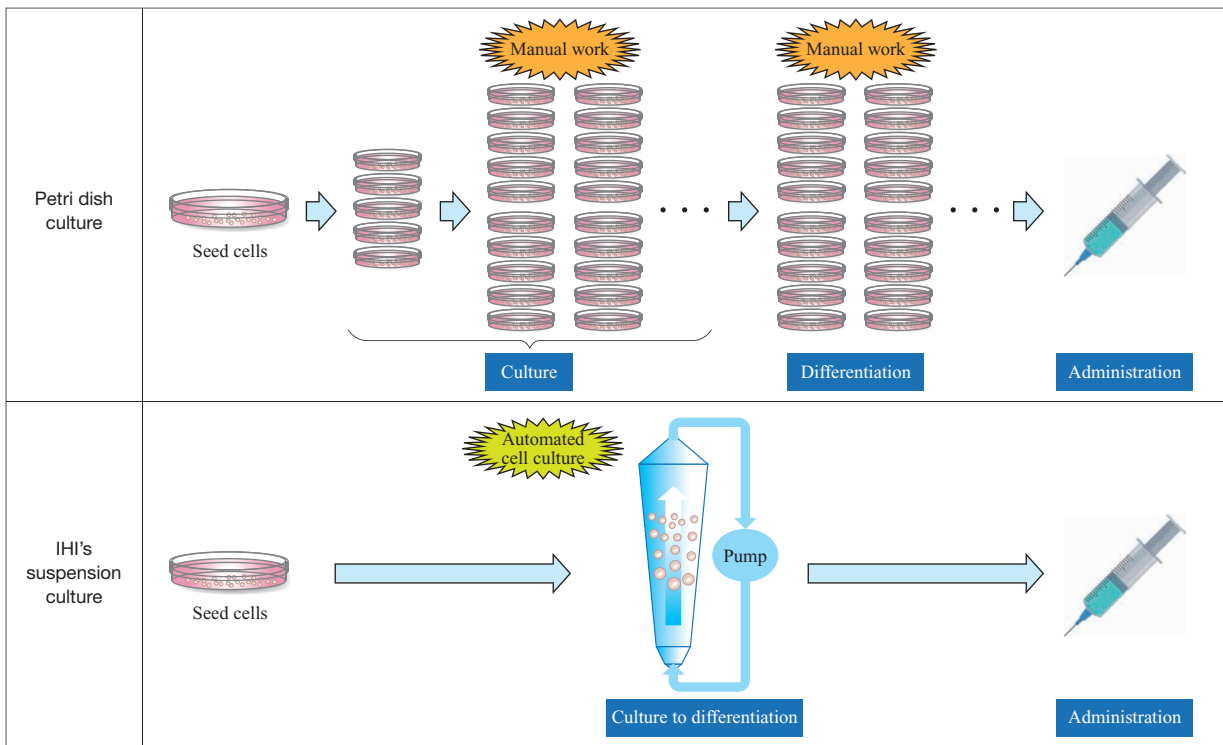 Petri dish
culture
Manual work
Manual work
Seed cells
. . .
. . .
Culture
Differentiation
Administration
IHI's
suspension
culture
Automated
cell culture
Seed cells
Pump
Culture to differentiation
Administration